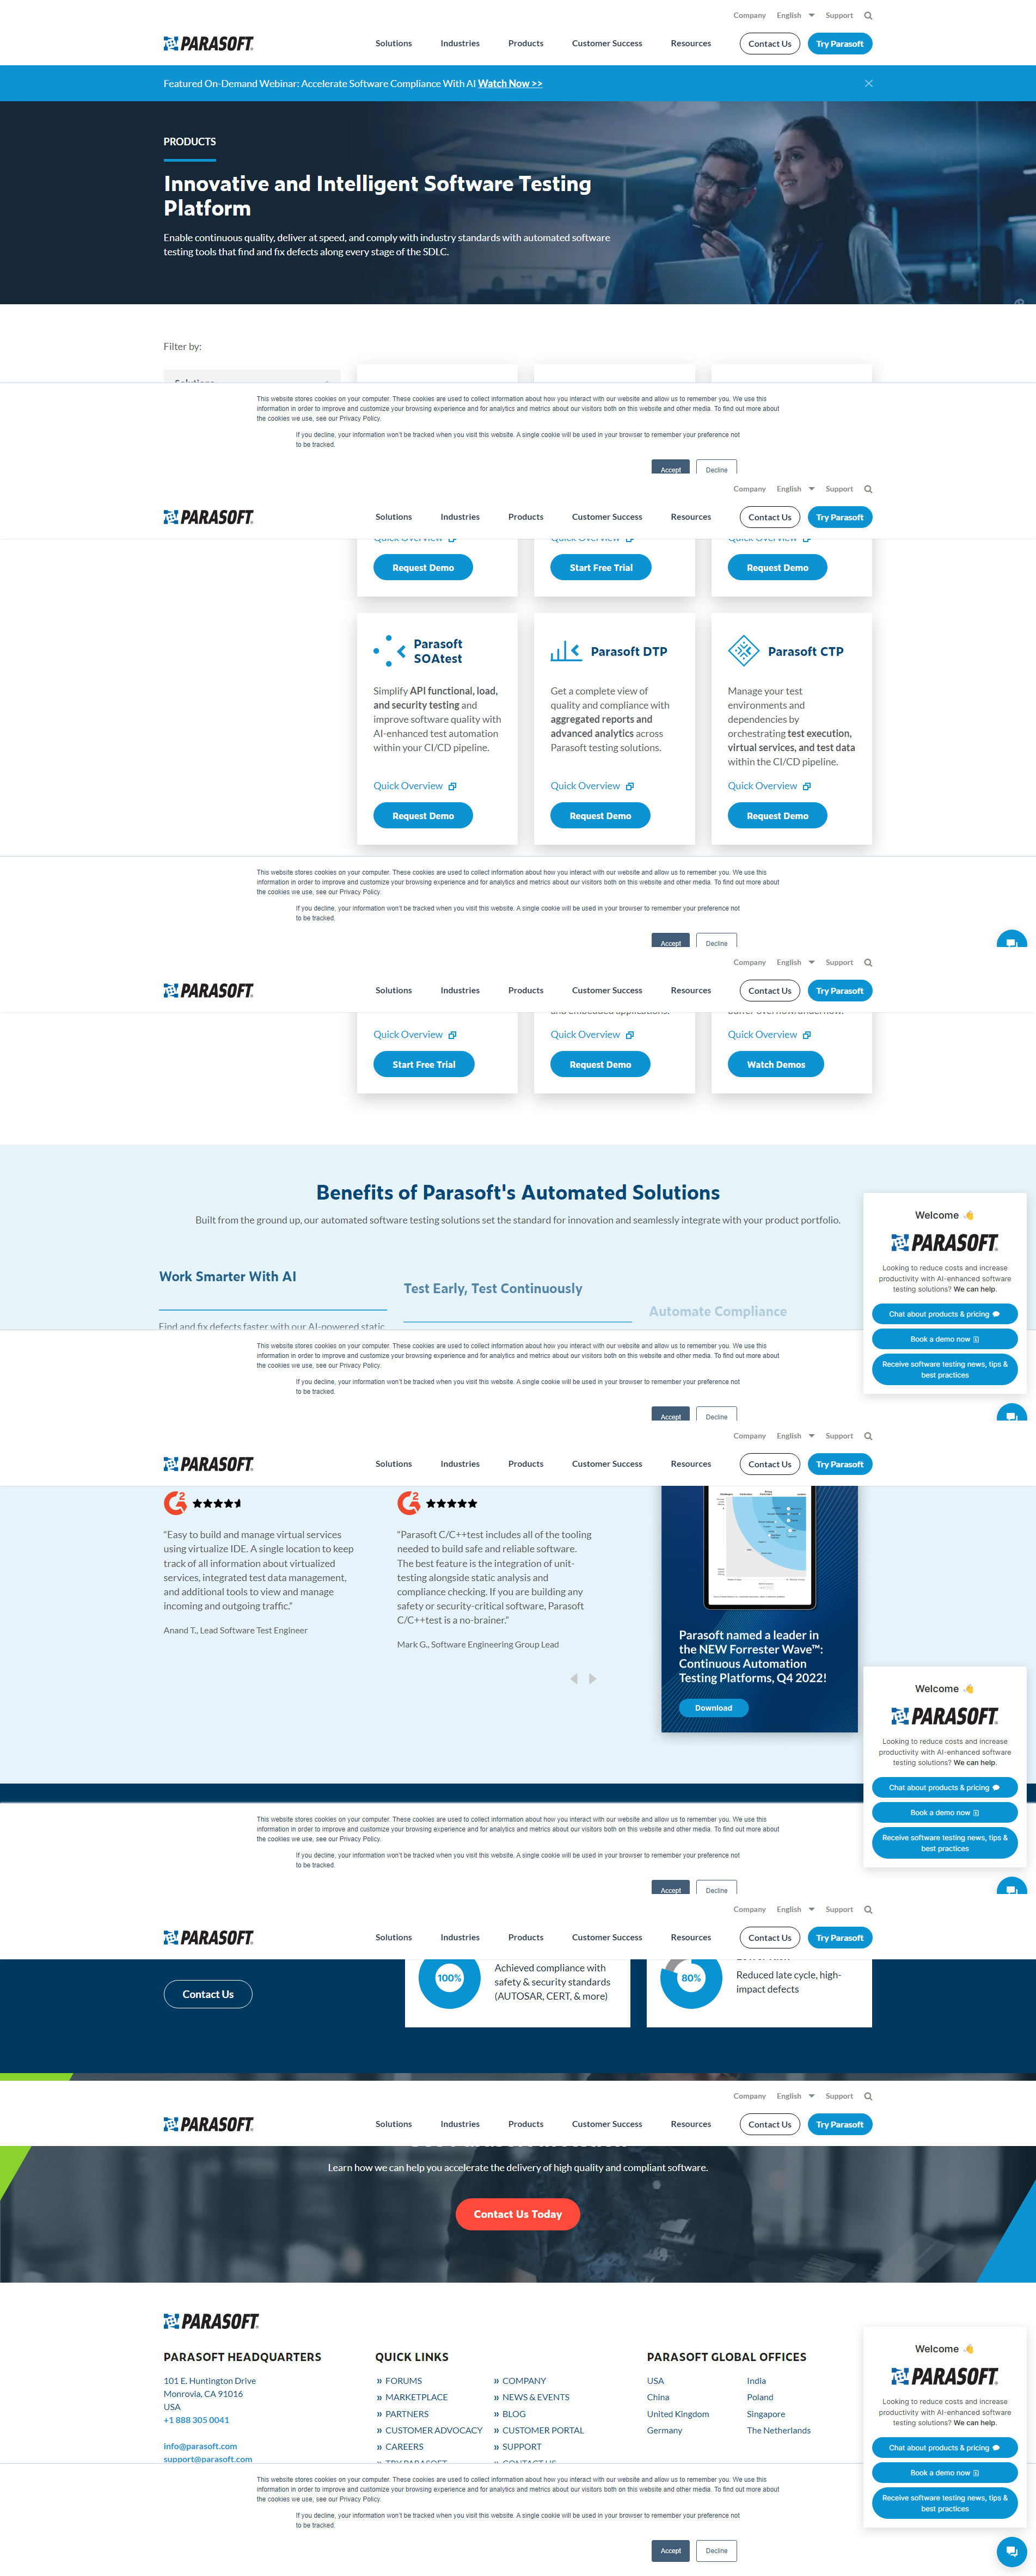 Company English Support
PARASOFT
Solutions Industries Products Customer Success Resources Contact Us Try Parasoft
Featured On-Demand Webinar: Accelerate Software Compliance With AI Watch Now >>
PRODUCTS
Innovative and Intelligent Software Testing
Platform
Enable continuous quality, deliver at speed, and comply with industry standards with automated software
testing tools that find and fix defects along every stage of the SDLC.
Filter by:
Solutions
This website stores cookies on your computer. These cookies are used to collect information about how you interact with our website and allow us to remember you. We use this
information in order to improve and customize your browsing experience and for analytics and metrics about our visitors both on this website and other media. To find out more about
the cookies we use, see our Privacy Policy.
If you decline, your information won't be tracked when you visit this website. A single cookie will be used in your browser to remember your preference not
to be tracked.
Accept Decline
Company English Support
PARASOFT
Solutions Industries Products Customer Success Resources Contact Us Try Parasoft
Quick Overview Quick Overview Quick Overview
Request Demo Start Free Trial Request Demo
Parasoft
SOAtest
Simplify API functional, load,
and security testing and
improve software quality with
AI-enhanced test automation
within your CI/CD pipeline.
Quick Overview
Request Demo
Parasoft DTP
Get a complete view of
quality and compliance with
aggregated reports and
advanced analytics across
Parasoft testing solutions.
Quick Overview
Request Demo
Parasoft CTP
Manage your test
environments and
dependencies by
orchestrating test execution,
virtual services, and test data
within the CI/CD pipeline.
Quick Overview
Request Demo
This website stores cookies on your computer. These cookies are used to collect information about how you interact with our website and allow us to remember you. We use this
information in order to improve and customize your browsing experience and for analytics and metrics about our visitors both on this website and other media. To find out more about
the cookies we use, see our Privacy Policy.
If you decline, your information won't be tracked when you visit this website. A single cookie will be used in your browser to remember your preference not
to be tracked.
Accept Decline
Company English Support
PARASOFT
Solutions Industries Products Customer Success Resources Contact Us Try Parasoft
and embedded applications.
Quick Overview Quick Overview Quick Overview
Start Free Trial Request Demo Watch Demos
Benefits of Parasoft's Automated Solutions
Built from the ground up, our automated software testing solutions set the standard for innovation and seamlessly integrate with your product portfolio.
Work Smarter With AI
Test Early, Test Continuously
Automate Compliance
Find and fix defects faster with our AI-powered static
Welcome
PARASOFT
Looking to reduce costs and increase
productivity with AI-enhanced software
testing solutions? We can help.
Chat about products & pricing
Book a demo now
Receive software testing news, tips &
best practices
This website stores cookies on your computer. These cookies are used to collect information about how you interact with our website and allow us to remember you. We use this
information in order to improve and customize your browsing experience and for analytics and metrics about our visitors both on this website and other media. To find out more about
the cookies we use, see our Privacy Policy.
If you decline, your information won't be tracked when you visit this website. A single cookie will be used in your browser to remember your preference not
to be tracked.
Accept Decline
Company English Support
PARASOFT
Solutions Industries Products Customer Success Resources Contact Us Try Parasoft
"Easy to build and manage virtual services
using virtualize IDE. A single location to keep
track of all information about virtualized
services, integrated test data management,
and additional tools to view and manage
incoming and outgoing traffic."
Anand T., Lead Software Test Engineer
"Parasoft C/C++test includes all of the tooling
needed to build safe and reliable software.
The best feature is the integration of unit-
testing alongside static analysis and
compliance checking. If you are building any
safety or security-critical software, Parasoft
C/C++test is a no-brainer."
Mark G., Software Engineering Group Lead
Parasoft named a leader in
the NEW Forrester Wave™:
Continuous Automation
Testing Platforms, Q4 2022!
Download
Welcome
PARASOFT
Looking to reduce costs and increase
productivity with AI-enhanced software
testing solutions? We can help.
Chat about products & pricing
Book a demo now
Receive software testing news, tips &
best practices
This website stores cookies on your computer. These cookies are used to collect information about how you interact with our website and allow us to remember you. We use this
information in order to improve and customize your browsing experience and for analytics and metrics about our visitors both on this website and other media. To find out more about
the cookies we use, see our Privacy Policy.
If you decline, your information won't be tracked when you visit this website. A single cookie will be used in your browser to remember your preference not
to be tracked.
Accept Decline
Company English Support
PARASOFT
Solutions Industries Products Customer Success Resources Contact Us Try Parasoft
Contact Us
100%
Achieved compliance with
safety & security standards
(AUTOSAR, CERT, & more)
80%
Reduced late cycle, high-
impact defects
Company English Support
PARASOFT
Solutions Industries Products Customer Success Resources Contact Us Try Parasoft
Learn how we can help you accelerate the delivery of high quality and compliant software.
Contact Us Today
PARASOFT
PARASOFT HEADQUARTERS
101 E. Huntington Drive
Monrovia, CA 91016
USA
+1 888 305 0041
info@parasoft.com
support@parasoft.com
QUICK LINKS
» FORUMS » COMPANY
» MARKETPLACE » NEWS & EVENTS
» PARTNERS » BLOG
» CUSTOMER ADVOCACY » CUSTOMER PORTAL
» CAREERS » SUPPORT
» TRY PARASOFT » CONTACT US
PARASOFT GLOBAL OFFICES
USA India
China Poland
United Kingdom Singapore
Germany The Netherlands
Welcome
PARASOFT
Looking to reduce costs and increase
productivity with AI-enhanced software
testing solutions? We can help.
Chat about products & pricing
Book a demo now
Receive software testing news, tips &
best practices
This website stores cookies on your computer. These cookies are used to collect information about how you interact with our website and allow us to remember you. We use this
information in order to improve and customize your browsing experience and for analytics and metrics about our visitors both on this website and other media. To find out more about
the cookies we use, see our Privacy Policy.
If you decline, your information won't be tracked when you visit this website. A single cookie will be used in your browser to remember your preference not
to be tracked.
Accept Decline